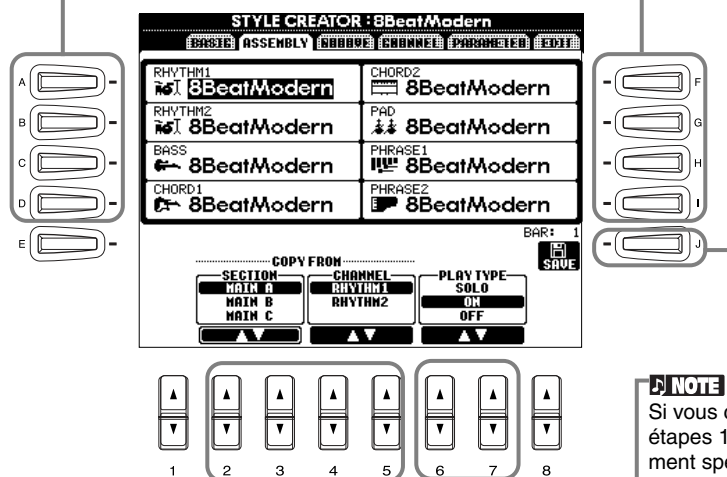 STYLE CREATOR : 8BeatModern
BASIC ASSEMBLY GROOVE CHANNEL PARAMETER EDIT
RHYTHM1
8BeatModern
RHYTHM2
8BeatModern
BASS
8BeatModern
CHORD1
8BeatModern
CHORD2
8BeatModern
PAD
8BeatModern
PHRASE1
8BeatModern
PHRASE2
8BeatModern
A
B
C
D
E
F
G
H
I
J
BAR: 1
SAVE
COPY FROM
SECTION
MAIN A
MAIN B
MAIN C
CHANNEL
RHYTHM1
RHYTHM2
PLAY TYPE
SOLO
ON
OFF
1 2 3 4 5 6 7 8
NOTE
Si vous
étapes 1
ment